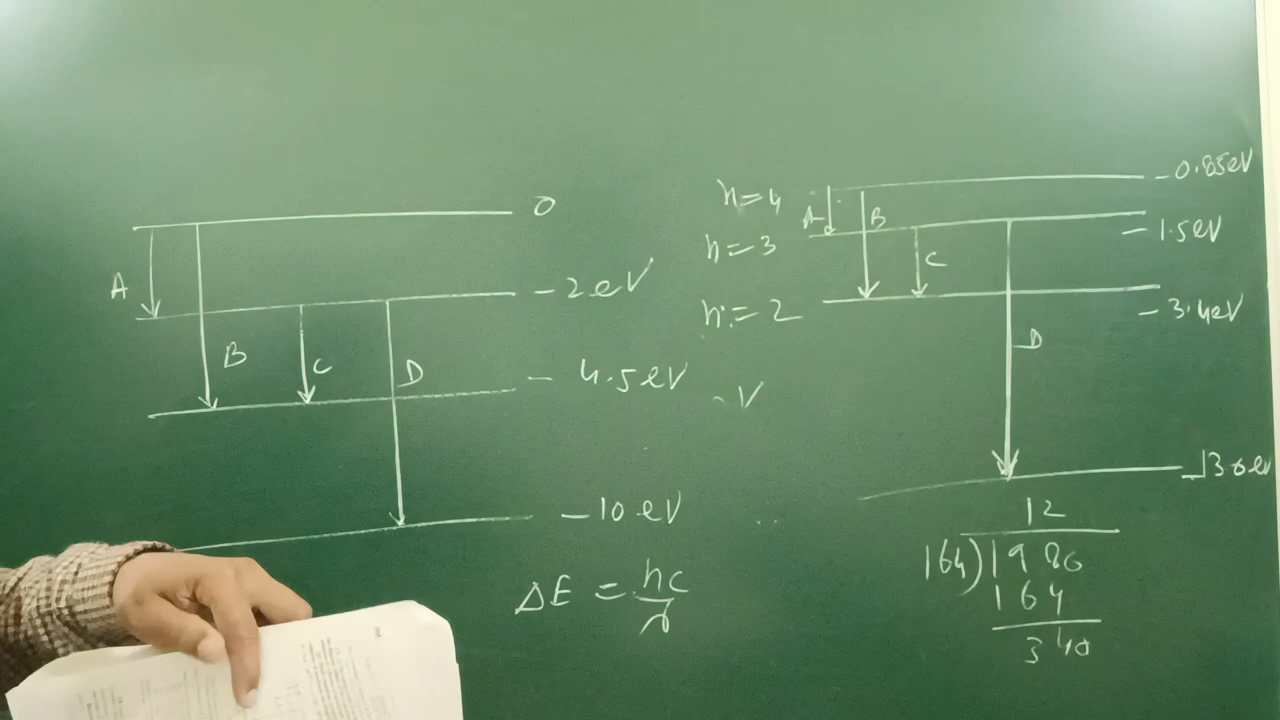 0
A
-2eV
B
C
D
- 4.5eV
-10 eV
ΔE = hc/λ
n=4
n=3
n=2
-V
A
B
C
D
-0.85eV
-1.5eV
-3.4eV
-13.6eV
12
164)1986
164
340